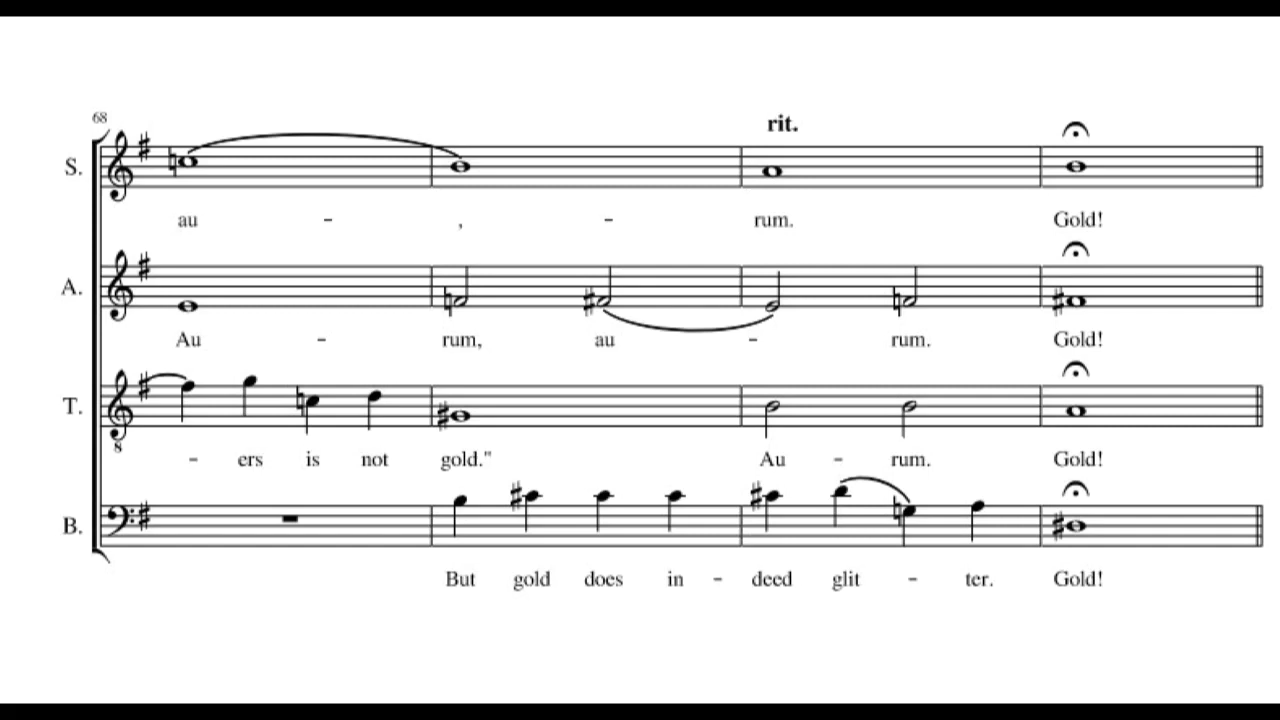 68
rit.
S.
au - , - rum. Gold!
A.
Au - rum, au - rum. Gold!
T.
8
- ers is not gold." Au - rum. Gold!
B.
But gold does in - deed glit - ter. Gold!